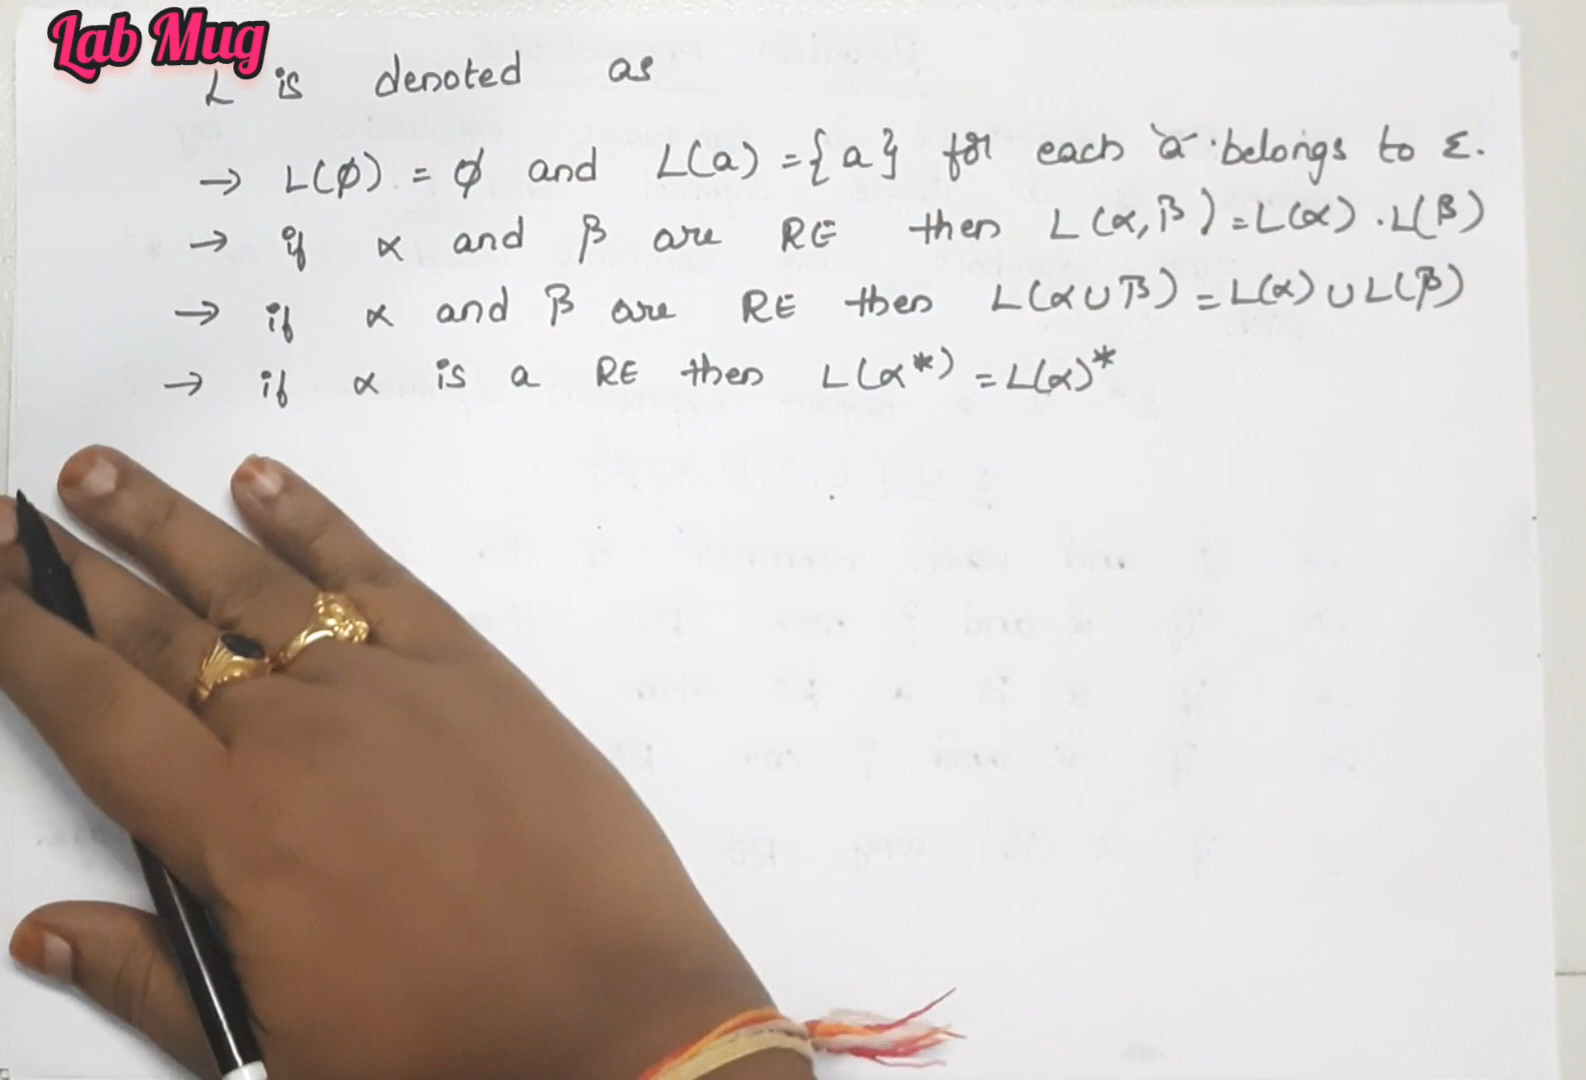 Lab Mug
L is denoted as
→ L(ϕ) = ϕ and L(a) = {a} for each 'a' belongs to Σ.
→ if α and β are RE then L(α,β) = L(α) . L(β)
→ if α and β are RE then L(α∪β) = L(α) ∪ L(β)
→ if α is a RE then L(α*) = L(α)*